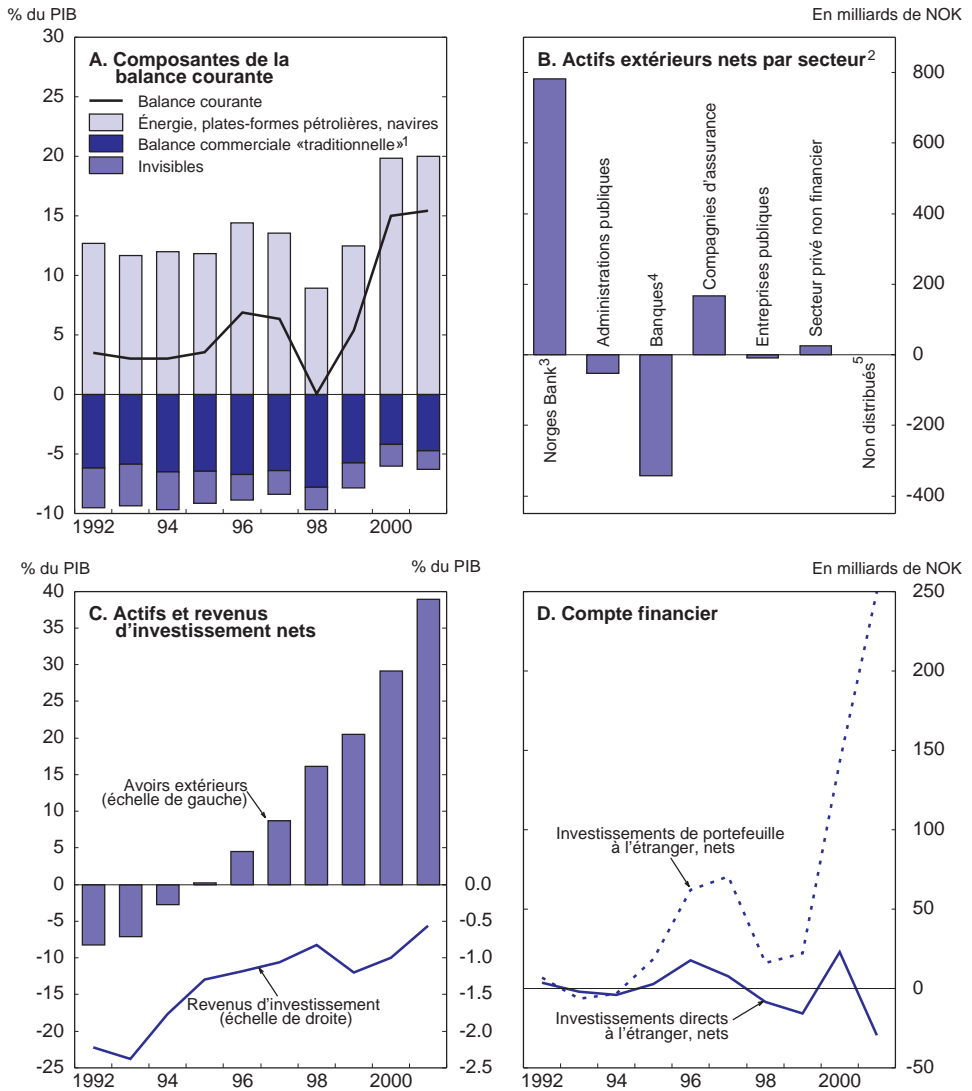 % du PIB
En milliards de NOK
A. Composantes de la
balance courante
Balance courante
Énergie, plates-formes pétrolières, navires
Balance commerciale «traditionnelle»1
Invisibles
30
25
20
15
10
5
0
-5
-10
1992
94
96
98
2000
B. Actifs extérieurs nets par secteur2
Norges Bank3
Administrations publiques
Banques4
Compagnies d'assurance
Entreprises publiques
Secteur privé non financier
Non distribués5
800
600
400
200
0
-200
-400
% du PIB
% du PIB
En milliards de NOK
C. Actifs et revenus
d'investissement nets
40
35
30
25
20
15
10
5
0
-5
-10
-15
-20
-25
Avoirs extérieurs
(échelle de gauche)
Revenus d'investissement
(échelle de droite)
0.0
-0.5
-1.0
-1.5
-2.0
-2.5
1992
94
96
98
2000
D. Compte financier
Investissements de portefeuille
à l'étranger, nets
Investissements directs
à l'étranger, nets
250
200
150
100
50
0
-50
1992
94
96
98
2000